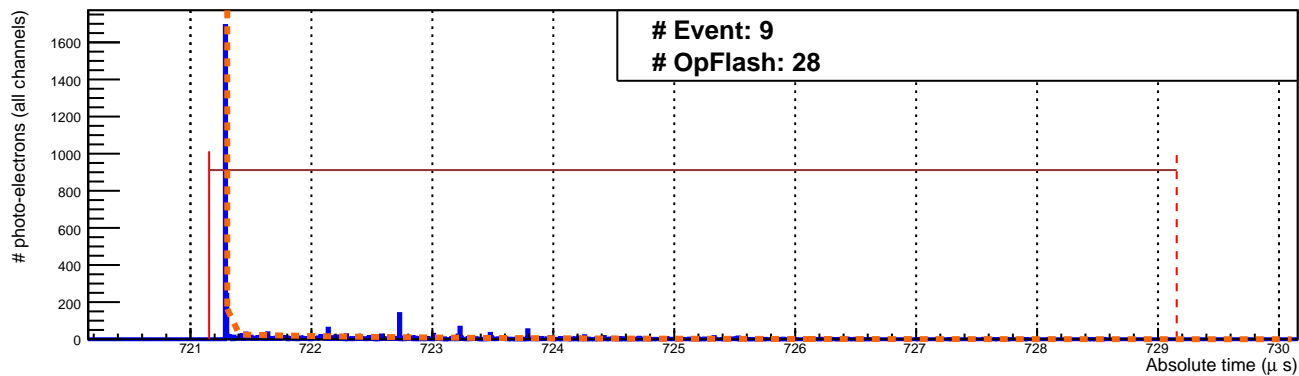 # Event: 9
# OpFlash: 28
# photo-electrons (all channels)
1600
1400
1200
1000
800
600
400
200
0
721 722 723 724 725 726 727 728 729 730
Absolute time (μ s)